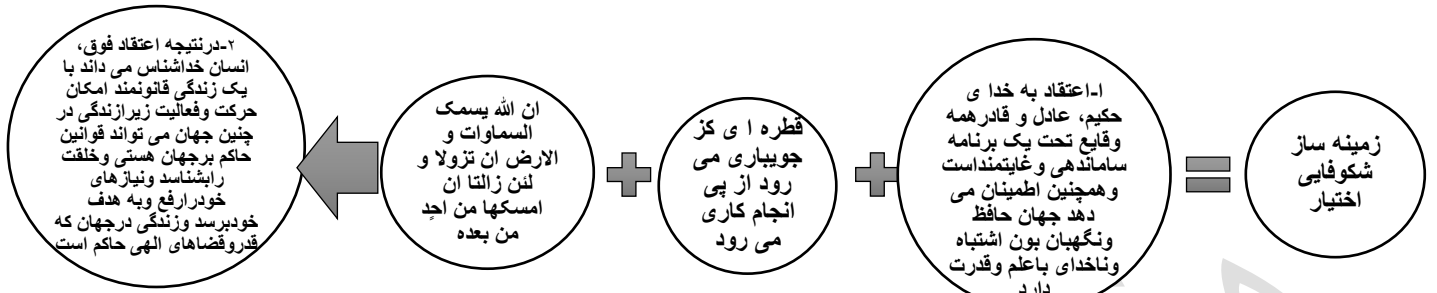 زمینه ساز
شکوفایی
اختیار
۱-اعتقاد به خدا ی
حکیم، عادل و قادرهمه
وقایع تحت یک برنامه
ساماندهی وغایتمنداست
وهمچنین اطمینان می
دهد جهان حافظ
ونگهبان بون اشتباه
وناخدای باعلم وقدرت
دارد
قطره ا ی کز
جویباری می
رود از پی
انجام کاری
می رود
ان الله یسمک
السماوات و
الارض ان تزولا و
لئن زالتا ان
امسکها من احدٍ
من بعده
۲-درنتیجه اعتقاد فوق،
انسان خداشناس می داند با
یک زندگی قانونمند امکان
حرکت وفعالیت زیرازندگی در
چنین جهان می تواند قوانین
حاکم برجهان هستی وخلقت
رابشناسد ونیازهای
خودرارفع وبه هدف
خودبرسد وزندگی درجهان که
قدروقضاهای الهی حاکم است